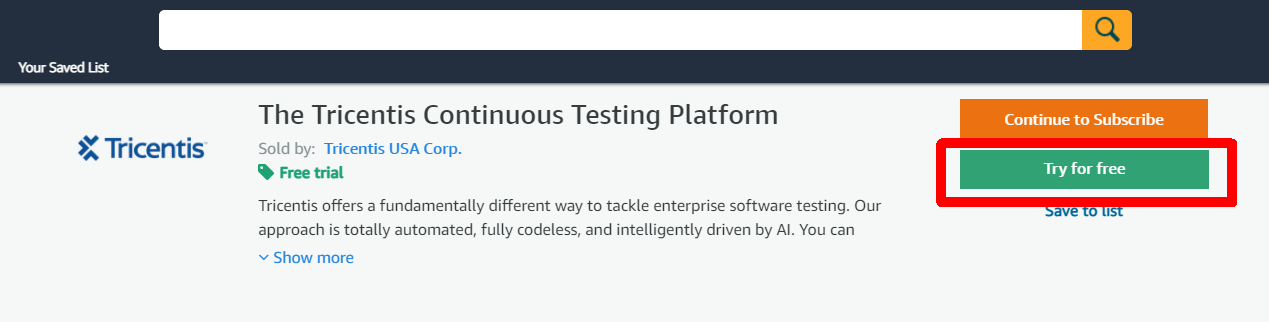 Your Saved List
The Tricentis Continuous Testing Platform
Tricentis
Sold by: Tricentis USA Corp.
Free trial
Tricentis offers a fundamentally different way to tackle enterprise software testing. Our
approach is totally automated, fully codeless, and intelligently driven by AI. You can
Show more
Continue to Subscribe
Try for free
Save to list